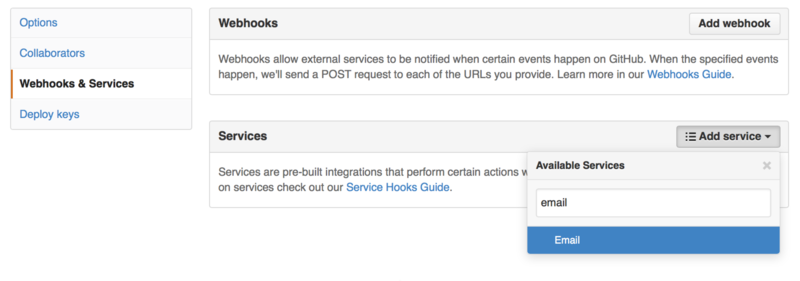 Options
Collaborators
Webhooks & Services
Deploy keys
Webhooks
Add webhook
Webhooks allow external services to be notified when certain events happen on GitHub. When the specified events
happen, we'll send a POST request to each of the URLs you provide. Learn more in our Webhooks Guide.
Services
Add service
Services are pre-built integrations that perform certain actions
on services check out our Service Hooks Guide.
Available Services
email
Email